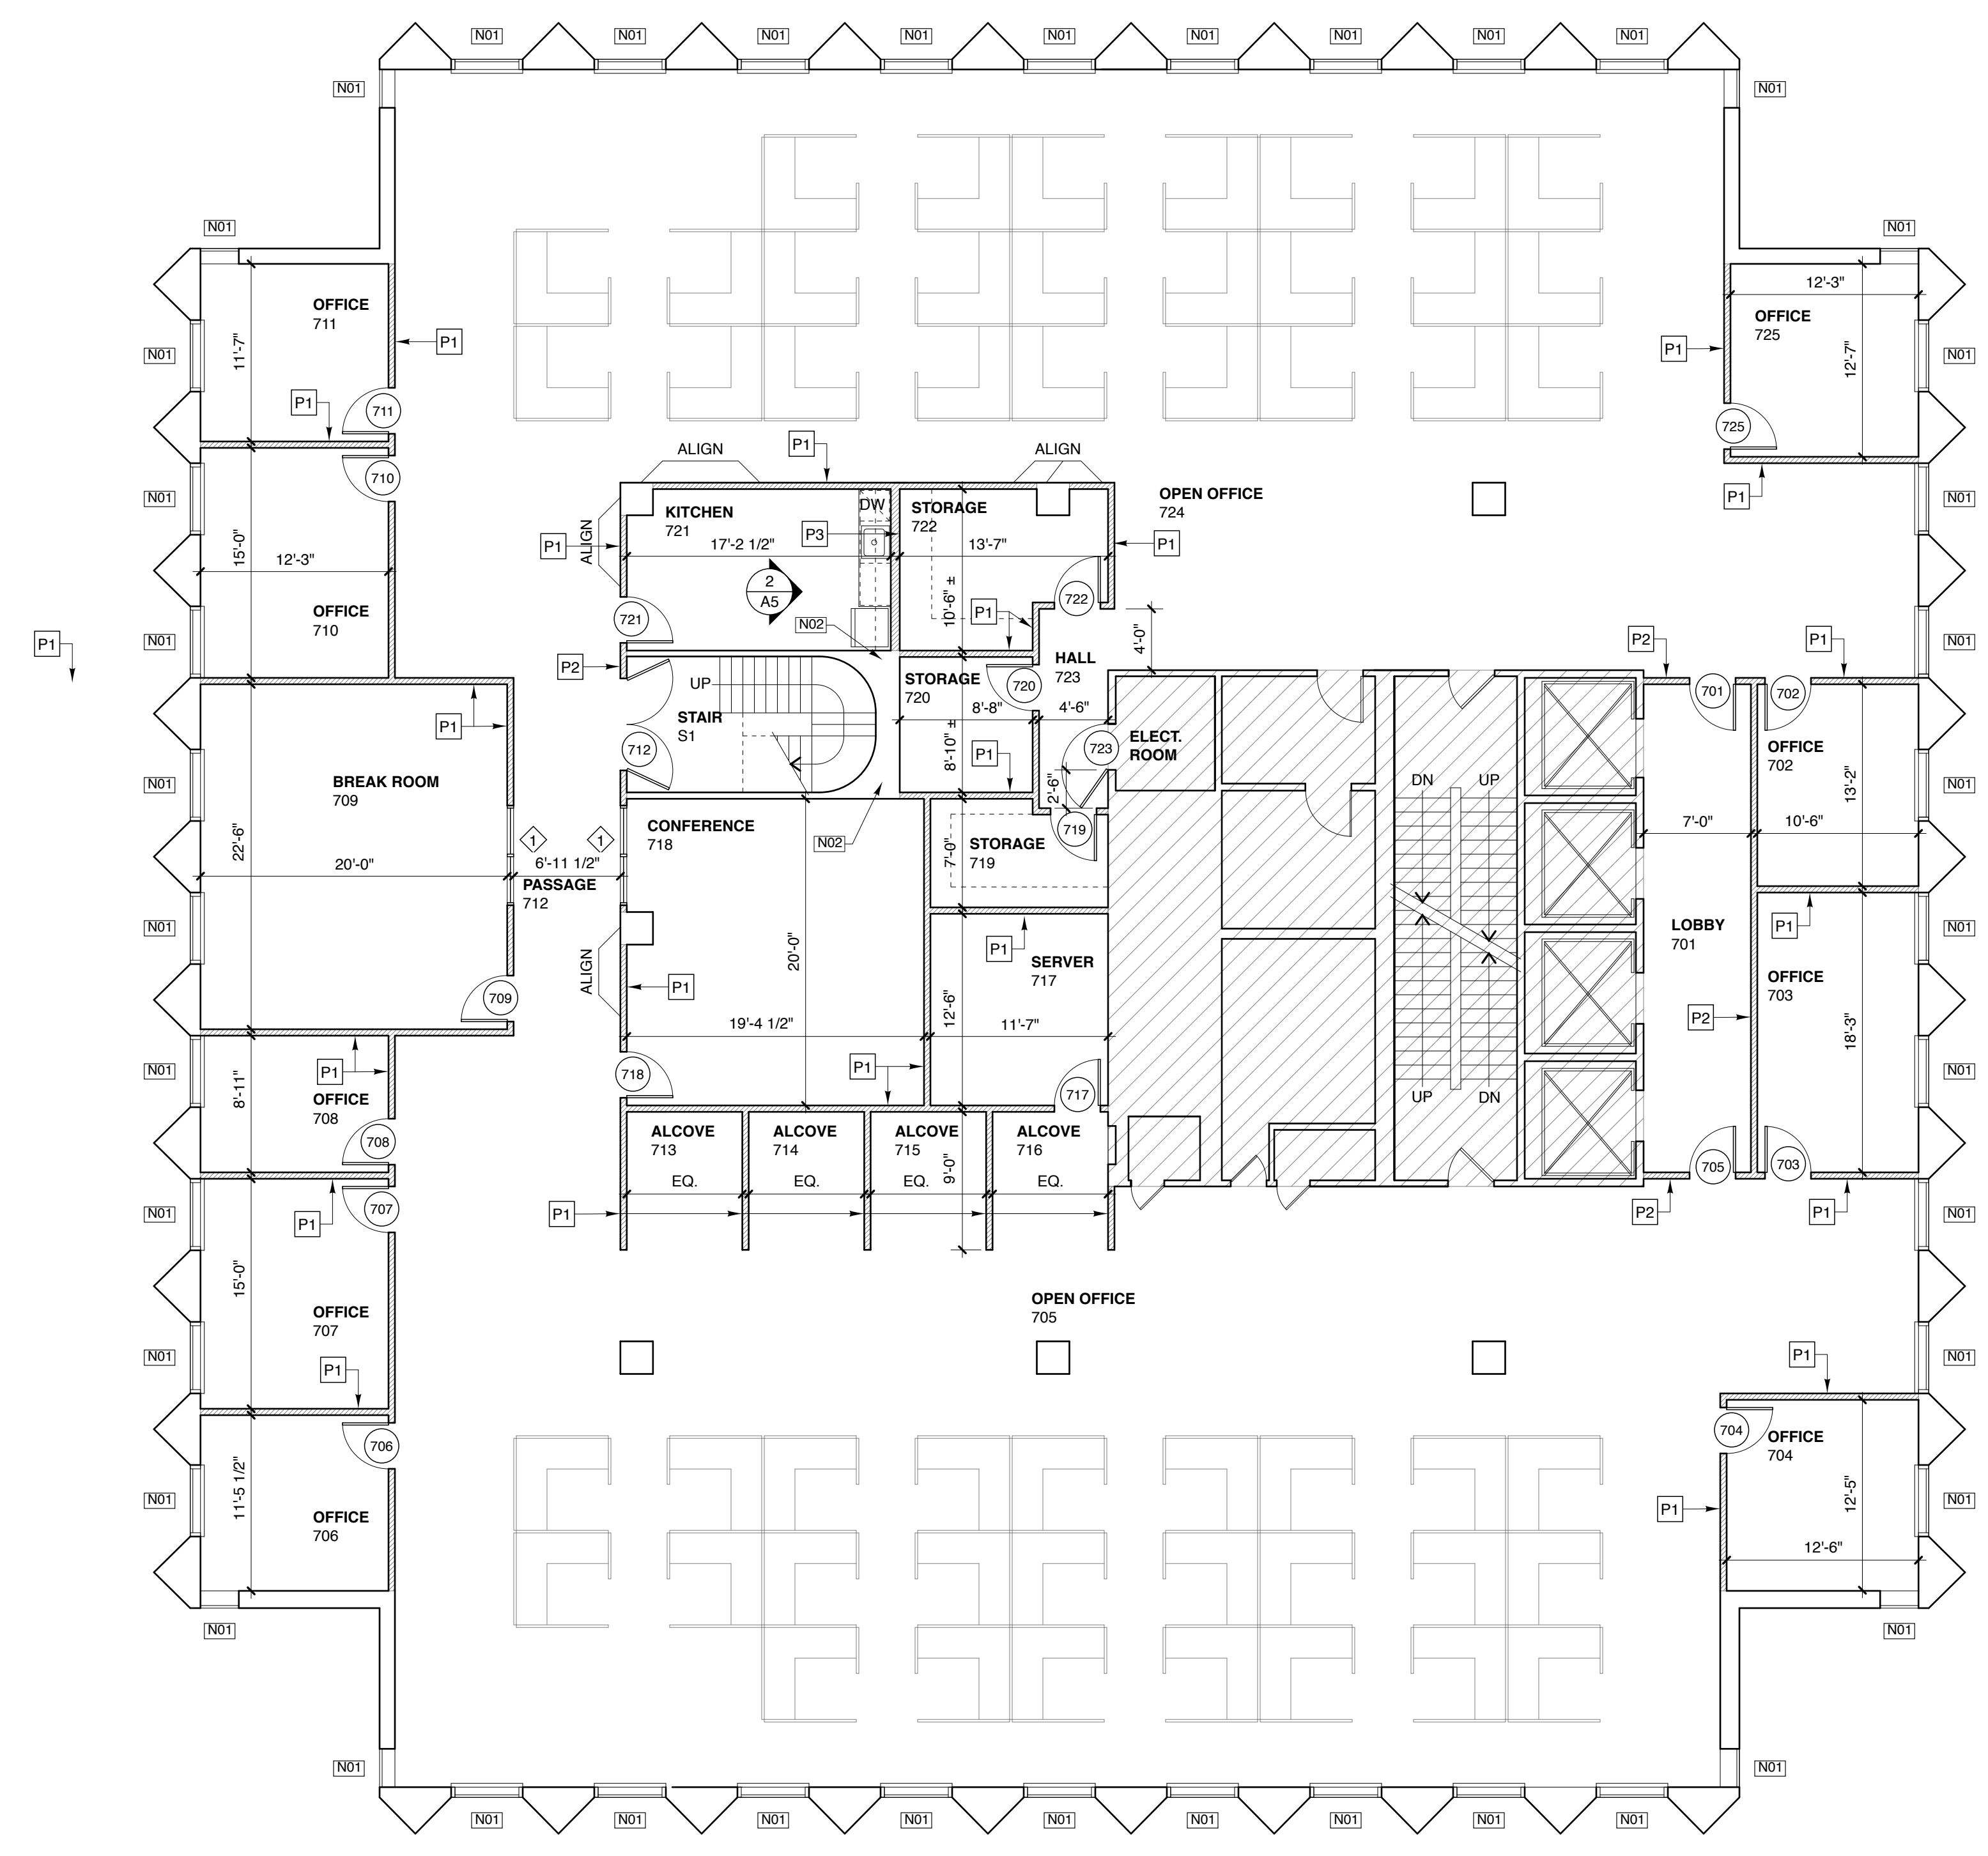 N01 N01 N01 N01 N01 N01 N01 N01 N01
N01 N01
N01 N01
OFFICE
711
11'-7"
P1
N01
P1
711
710
N01
15'-0"
12'-3"
OFFICE
710
N01
P1
12'-3"
OFFICE
725
P1
12'-7"
N01
725
P1
N01
N01
ALIGN
P1
ALIGN
ALIGN
P1
KITCHEN
721
DW
P3
17'-2 1/2"
STORAGE
722
13'-7"
P1
OPEN OFFICE
724
2
A5
10'-6" ±
P1
722
721
N02
4'-0"
P2
UP
STAIR
S1
712
STORAGE
720
8'-8"
720
HALL
723
4'-6"
8'-10" ±
P1
723
ELECT.
ROOM
2'-6"
719
P2
P1
701
702
OFFICE
702
13'-2"
N01
7'-0"
10'-6"
P1
BREAK ROOM
709
N01
22'-6"
20'-0"
1
1
6'-11 1/2"
PASSAGE
712
N01
709
CONFERENCE
718
N02
ALIGN
P1
20'-0"
19'-4 1/2"
P1
718
7'-0"
STORAGE
719
P1
SERVER
717
12'-6"
11'-7"
717
DN UP
UP DN
LOBBY
701
P1
OFFICE
703
P2
18'-3"
N01
N01
705
703
P2
P1
N01
N01
8'-11"
P1
OFFICE
708
708
707
P1
N01
15'-0"
OFFICE
707
P1
N01
706
11'-5 1/2"
N01
OFFICE
706
N01
ALCOVE
713
EQ.
ALCOVE
714
EQ.
ALCOVE
715
EQ.
9'-0"
ALCOVE
716
EQ.
P1
OPEN OFFICE
705
P1
N01
704
OFFICE
704
P1
12'-5"
N01
12'-6"
N01
N01 N01
N01 N01 N01 N01 N01 N01 N01 N01 N01